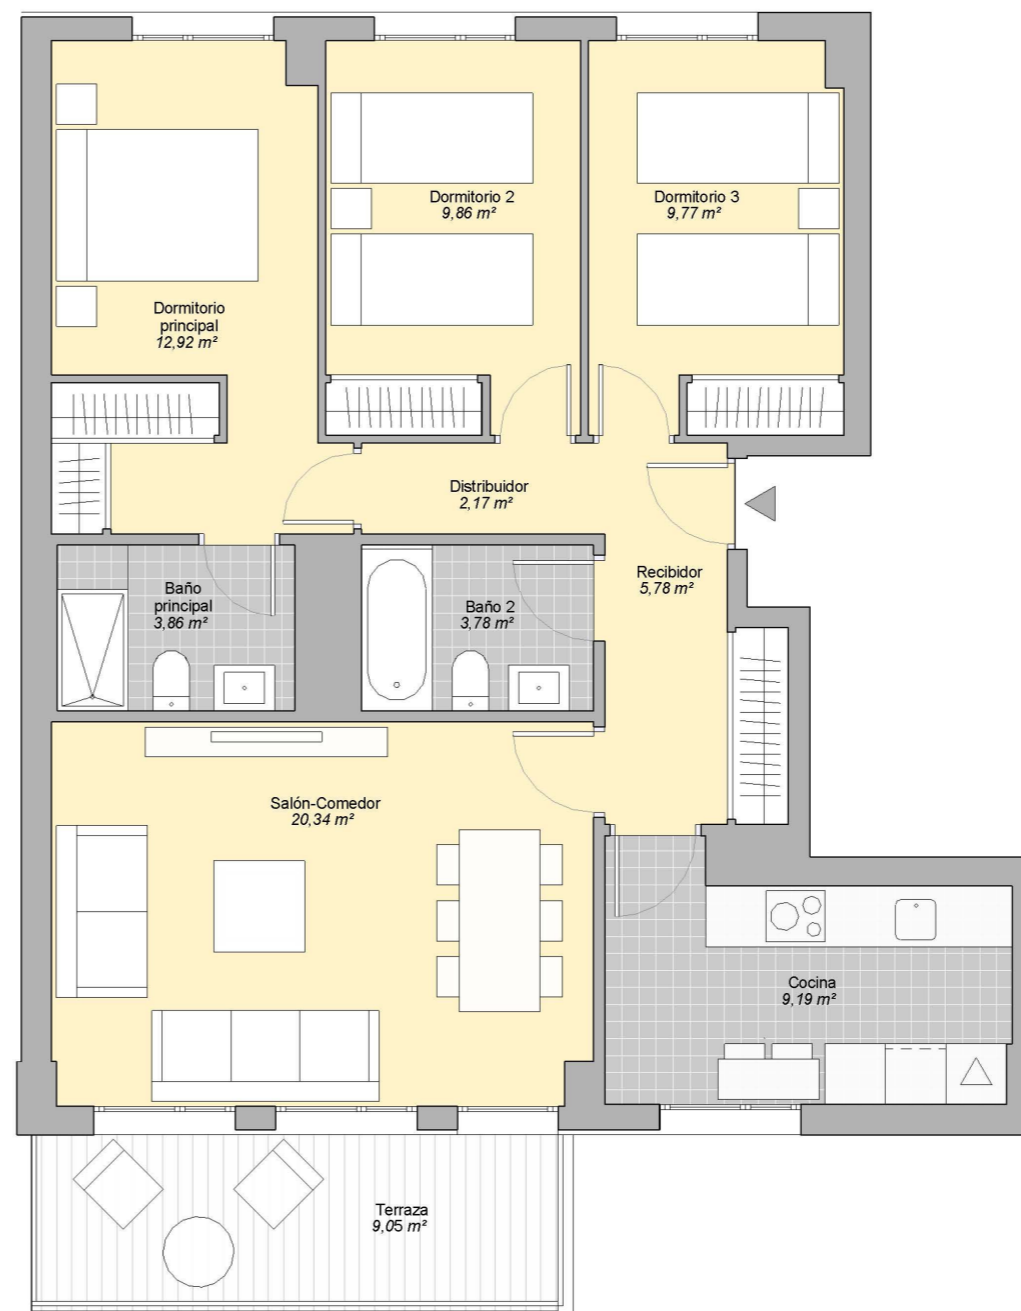 Dormitorio 2
9,86 m²
Dormitorio 3
9,77 m²
Dormitorio
principal
12,92 m²
Distribuidor
2,17 m²
Recibidor
5,78 m²
Baño
principal
3,86 m²
Baño 2
3,78 m²
Salón-Comedor
20,34 m²
Cocina
9,19 m²
Terraza
9,05 m²